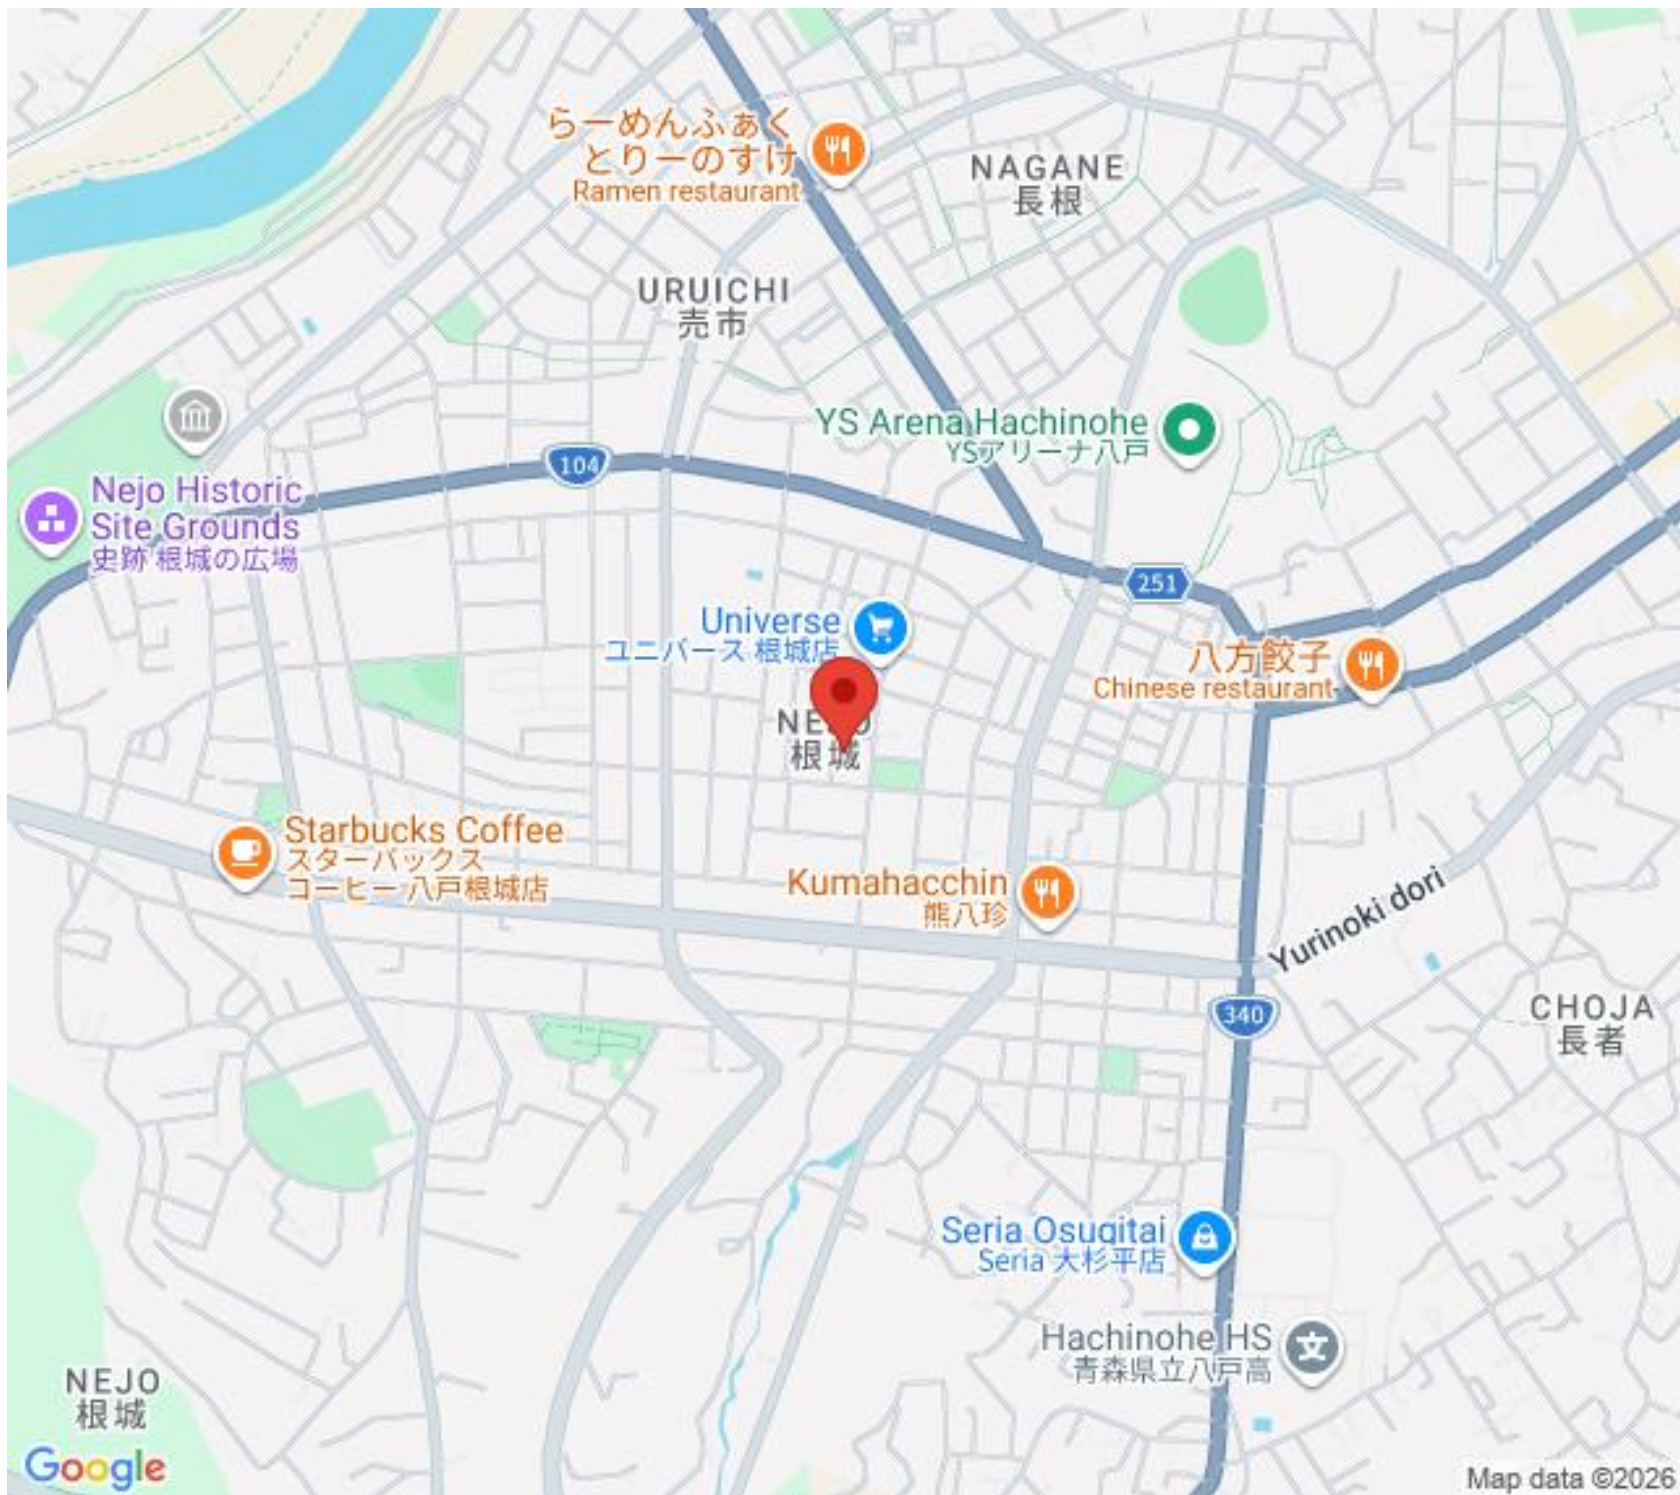 らーめんふぁく
とりーのすけ
Ramen restaurant
NAGANE
長根
URUICHI
売市
YS Arena Hachinohe
YSアリーナ八戸
104
Nejo Historic
Site Grounds
史跡 根城の広場
251
Universe
ユニバース 根城店
八方餃子
Chinese restaurant
根城
Starbucks Coffee
スターバックス
コーヒー 八戸根城店
Kumahacchin
熊八珍
Yurinoki dori
340
CHOJA
長者
Seria Osugitai
Seria 大杉平店
Hachinohe HS
青森県立八戸高
NEJO
根城
Google
Map data ©2026